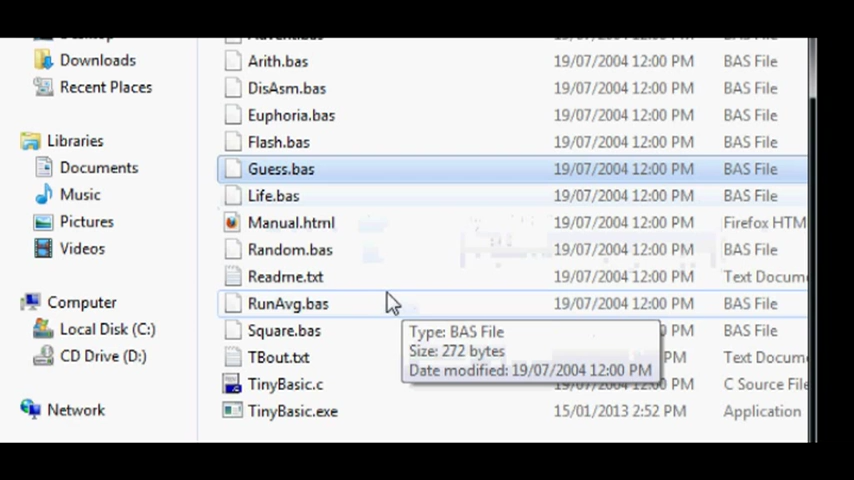 Downloads
Recent Places
Libraries
Documents
Music
Pictures
Videos
Computer
Local Disk (C:)
CD Drive (D:)
Network
Arith.bas 19/07/2004 12:00 PM BAS File
DisAsm.bas 19/07/2004 12:00 PM BAS File
Euphoria.bas 19/07/2004 12:00 PM BAS File
Flash.bas 19/07/2004 12:00 PM BAS File
Guess.bas 19/07/2004 12:00 PM BAS File
Life.bas 19/07/2004 12:00 PM BAS File
Manual.html 19/07/2004 12:00 PM Firefox HTM
Random.bas 19/07/2004 12:00 PM BAS File
Readme.txt 19/07/2004 12:00 PM Text Docume
RunAvg.bas 19/07/2004 12:00 PM BAS File
Square.bas BAS File
TBout.txt PM Text Docume
TinyBasic.c 19/07/2004 12:00 PM C Source File
TinyBasic.exe 15/01/2013 2:52 PM Application
Type: BAS File
Size: 272 bytes
Date modified: 19/07/2004 12:00 PM